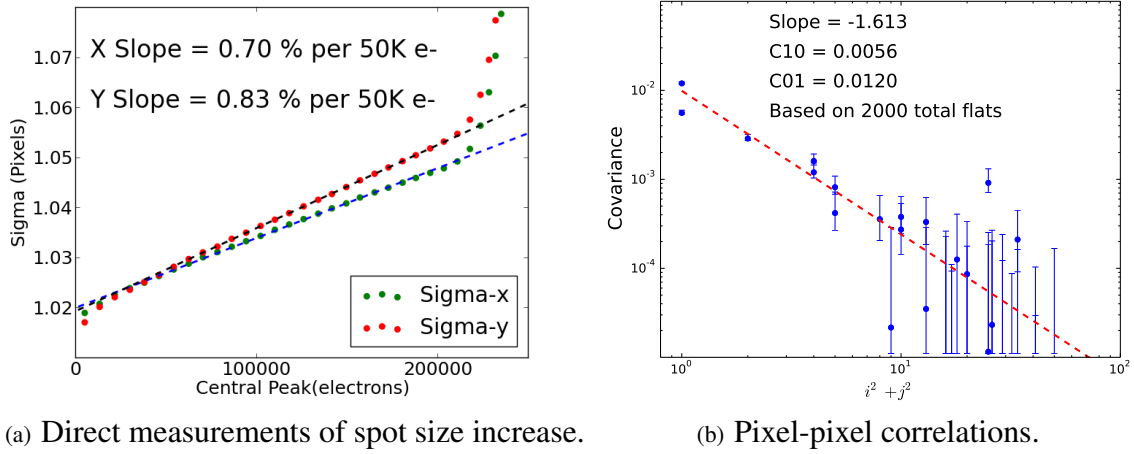 X Slope = 0.70 % per 50K e-
Y Slope = 0.83 % per 50K e-
Sigma (Pixels)
1.07
1.06
1.05
1.04
1.03
1.02
Sigma-x
Sigma-y
0
100000
200000
Central Peak(electrons)
(a) Direct measurements of spot size increase.
Slope = -1.613
C10 = 0.0056
C01 = 0.0120
Based on 2000 total flats
Covariance
10⁻²
10⁻³
10⁻⁴
10⁰
10¹
10²
i² + j²
(b) Pixel-pixel correlations.